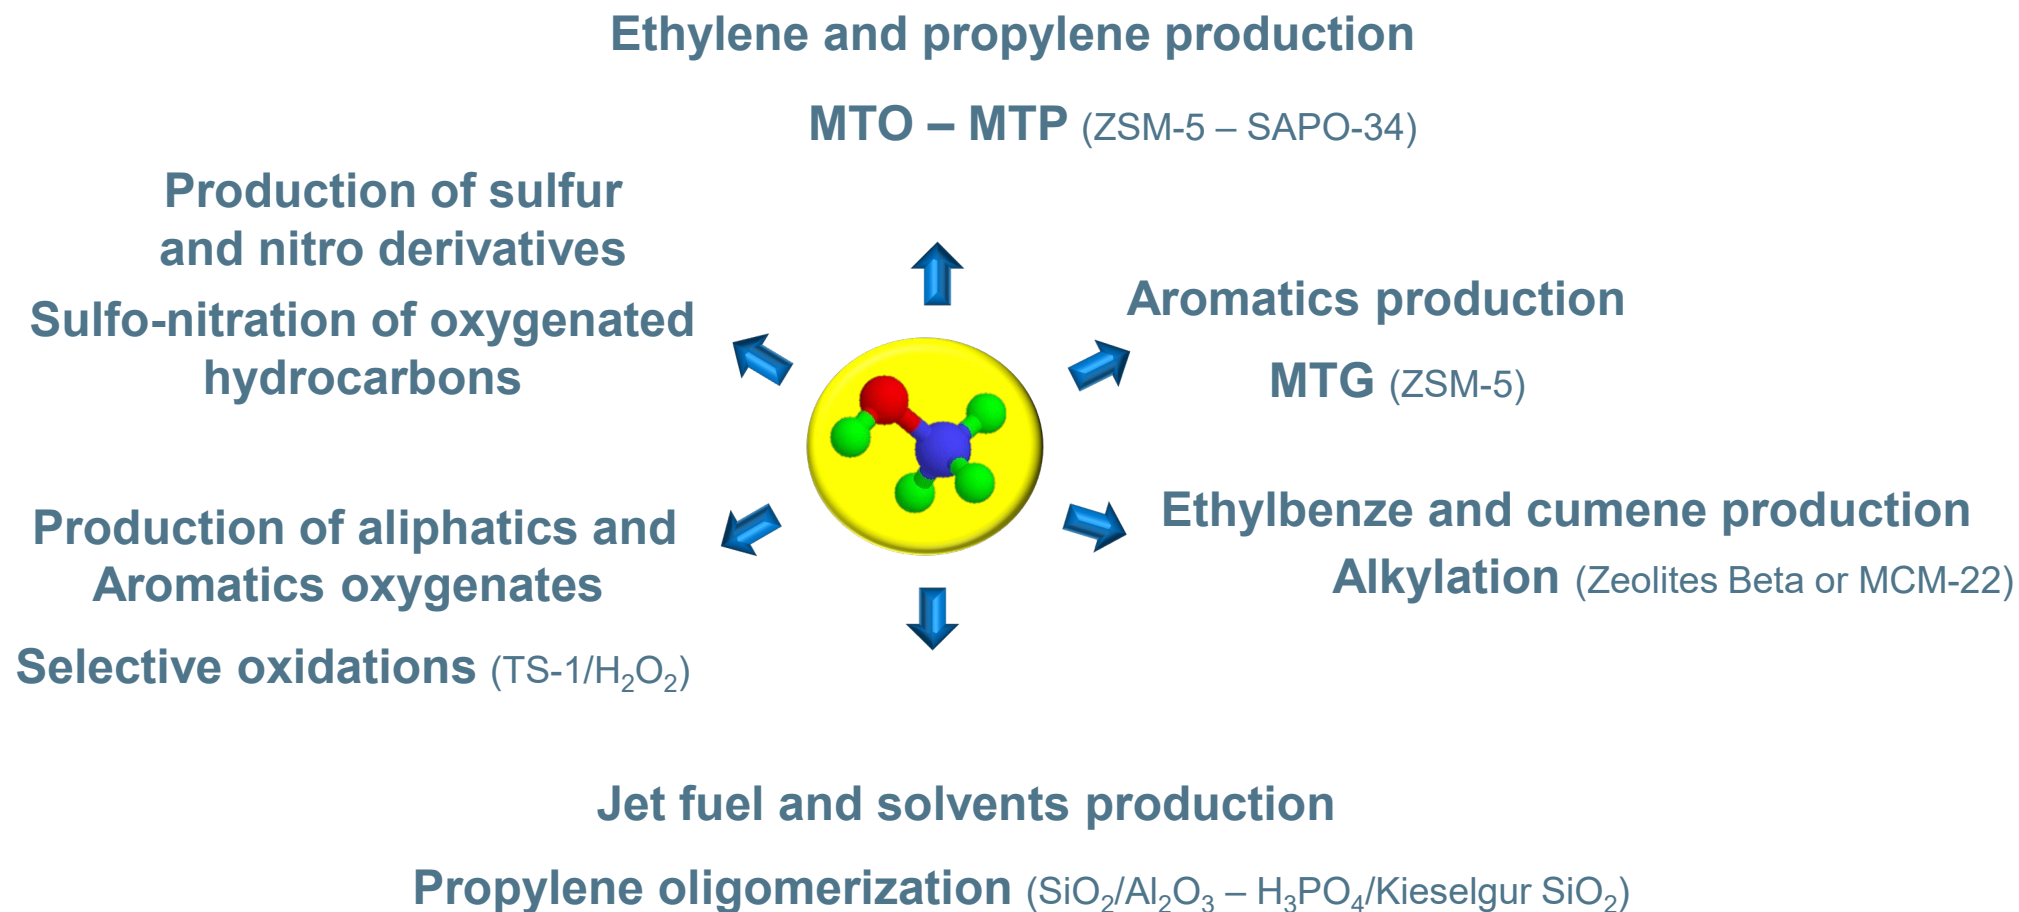 Ethylene and propylene production
MTO – MTP (ZSM-5 – SAPO-34)
Production of sulfur
and nitro derivatives
Sulfo-nitration of oxygenated
hydrocarbons
Aromatics production
MTG (ZSM-5)
Production of aliphatics and
Aromatics oxygenates
Selective oxidations (TS-1/H₂O₂)
Ethylbenze and cumene production
Alkylation (Zeolites Beta or MCM-22)
Jet fuel and solvents production
Propylene oligomerization (SiO₂/Al₂O₃ – H₃PO₄/Kieselgur SiO₂)